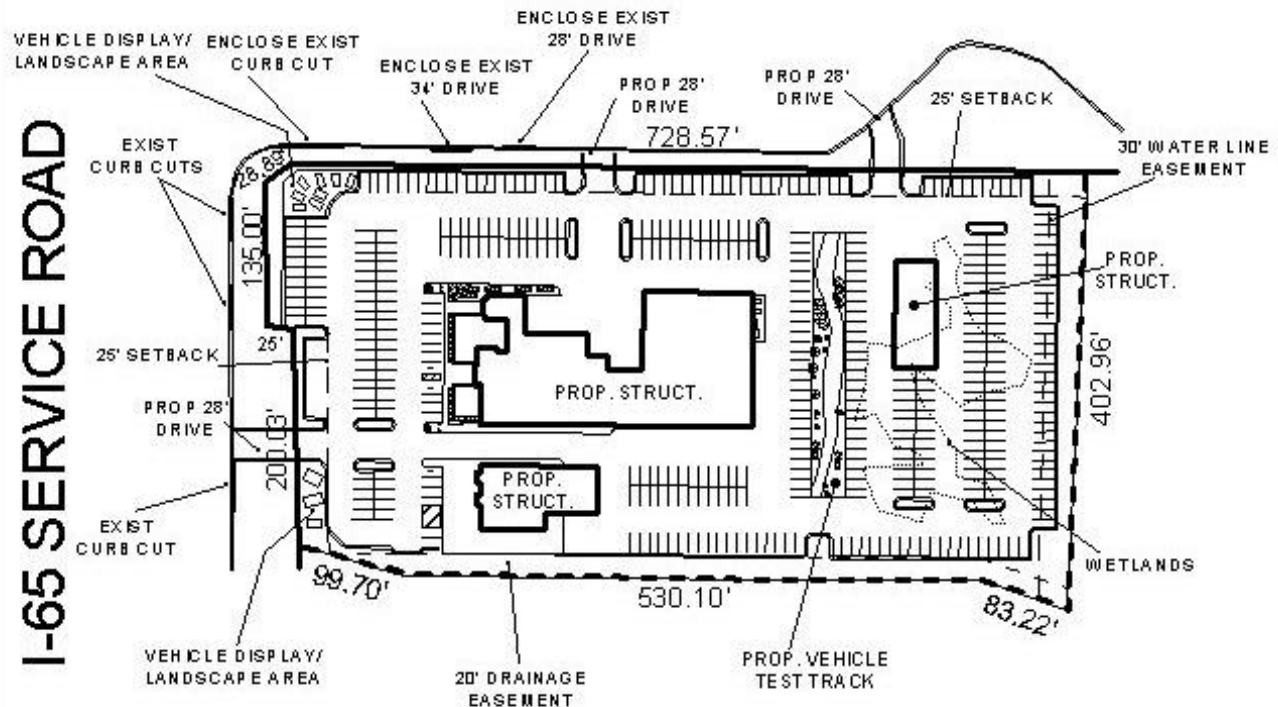 ENCLOSE EXIST
28' DRIVE
VEHICLE DISPLAY/
LANDSCAPE AREA
ENCLOSE EXIST
CURB CUT
ENCLOSE EXIST
34' DRIVE
PROP 28'
DRIVE
PROP 28'
DRIVE
25' SETBACK
728.57'
30' WATER LINE
EASEMENT
EXIST
CURB CUTS
28.89'
135.00'
I-65 SERVICE ROAD
PROP.
STRUCT.
25'
25' SETBACK
402.96'
PROP. STRUCT.
PROP 28'
DRIVE
200.03'
PROP.
STRUCT.
EXIST
CURB CUT
WETLANDS
99.70'
530.10'
83.22'
VEHICLE DISPLAY/
LANDSCAPE AREA
20' DRAINAGE
EASEMENT
PROP. VEHICLE
TEST TRACK